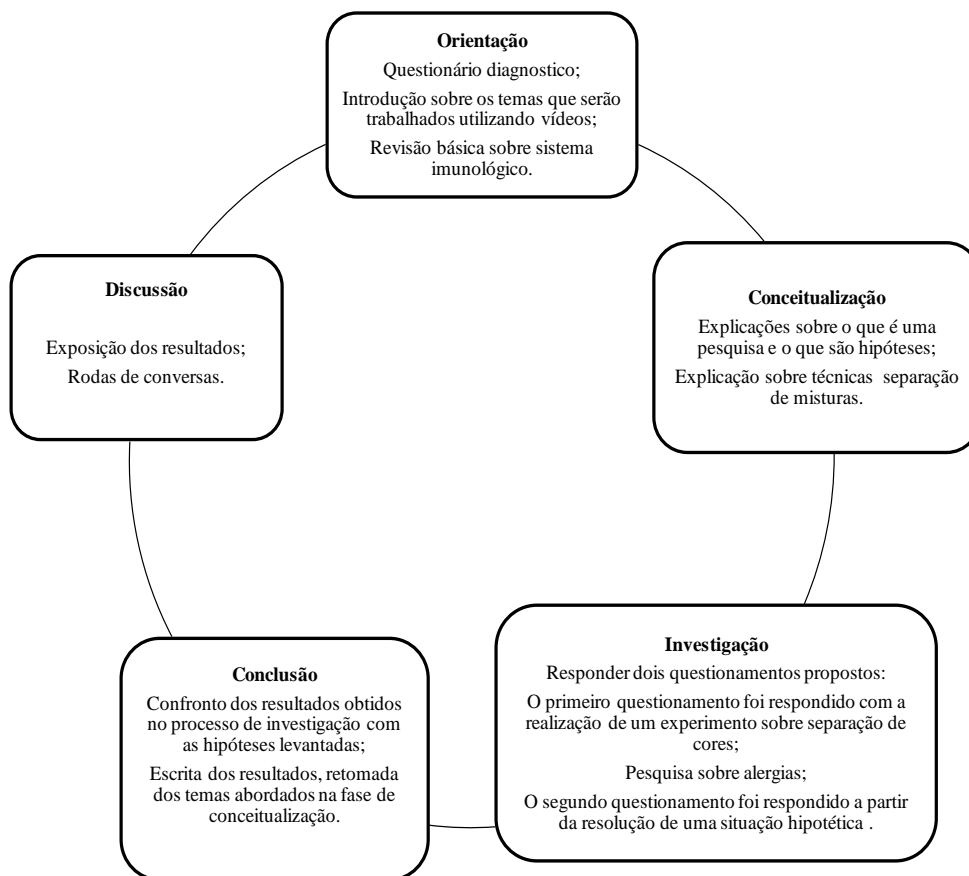 Orientação
Questionário diagnostico;
Introdução sobre os temas que serão
trabalhados utilizando vídeos;
Revisão básica sobre sistema
imunológico.
Conceitualização
Explicações sobre o que é uma
pesquisa e o que são hipóteses;
Explicação sobre técnicas separação
de misturas.
Investigação
Responder dois questionamentos propostos:
O primeiro questionamento foi respondido com a
realização de um experimento sobre separação de
cores;
Pesquisa sobre alergias;
O segundo questionamento foi respondido a partir
da resolução de uma situação hipotética .
Conclusão
Confronto dos resultados obtidos
no processo de investigação com
as hipóteses levantadas;
Escrita dos resultados, retomada
dos temas abordados na fase de
conceitualização.
Discussão
Exposição dos resultados;
Rodas de conversas.